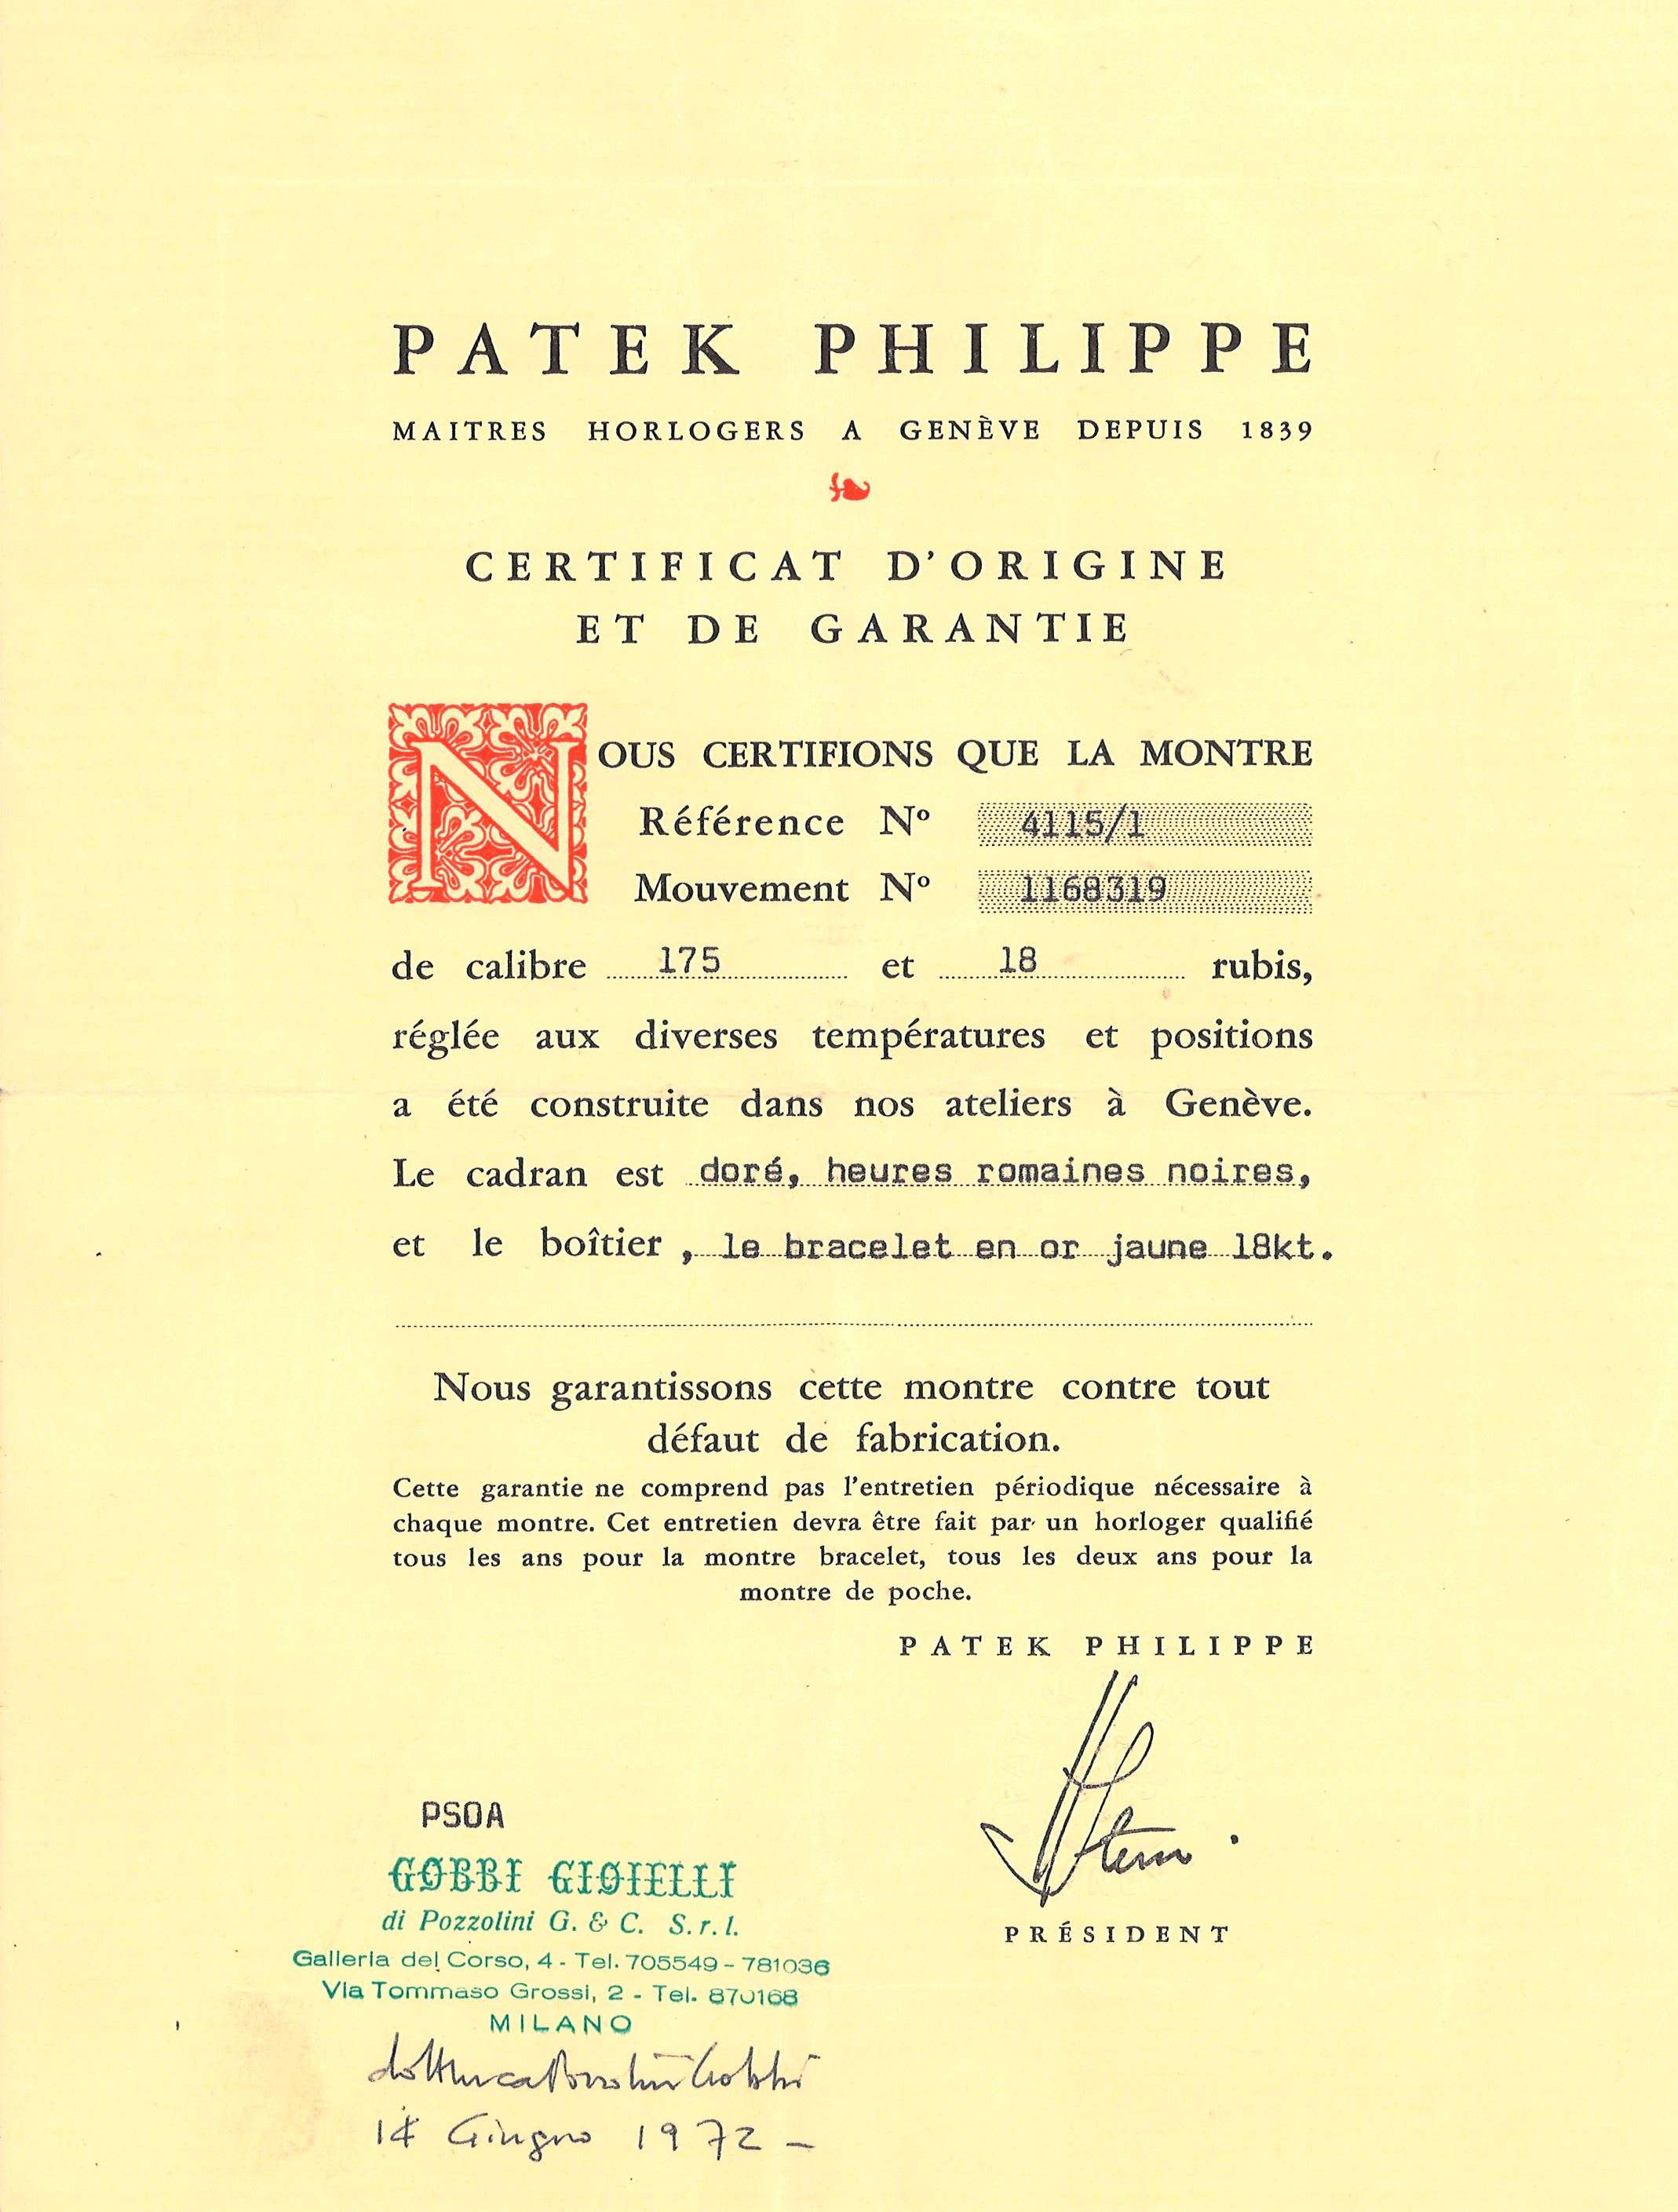 PATEK PHILIPPE
MAITRES HORLOGERS A GENÈVE DEPUIS 1839
CERTIFICAT D'ORIGINE
ET DE GARANTIE
NOUS CERTIFIONS QUE LA MONTRE
Référence Nº 4115/1
Mouvement Nº 1168319
de calibre 175 et 18 rubis,
réglée aux diverses températures et positions
a été construite dans nos ateliers à Genève.
Le cadran est doré, heures romaines noires,
et le boîtier , le bracelet en or jaune 18kt.
Nous garantissons cette montre contre tout
défaut de fabrication.
Cette garantie ne comprend pas l'entretien périodique nécessaire à
chaque montre. Cet entretien devra être fait par un horloger qualifié
tous les ans pour la montre bracelet, tous les deux ans pour la
montre de poche.
PATEK PHILIPPE
Stern
PRÉSIDENT
PSOA
GOBBI GIOIELLI
di Pozzolini G. & C. S.r.l.
Galleria del Corso, 4 - Tel. 705549 - 781036
Via Tommaso Grossi, 2 - Tel. 870168
MILANO
Gobbi
14 Giugno 1972 -